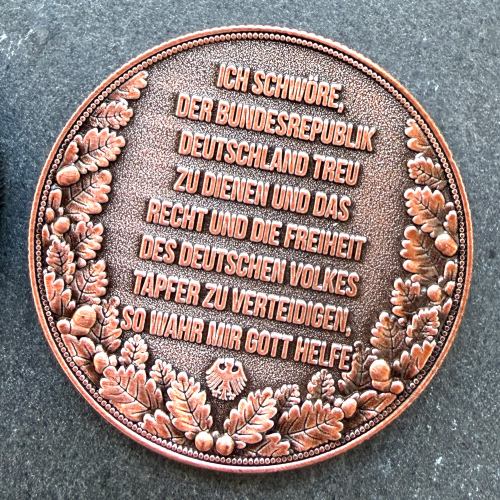 ICH SCHWÖRE,
DER BUNDESREPUBLIK
DEUTSCHLAND TREU
ZU DIENEN UND DAS
RECHT UND DIE FREIHEIT
DES DEUTSCHEN VOLKES
TAPFER ZU VERTEIDIGEN,
SO WAHR MIR GOTT HELFE